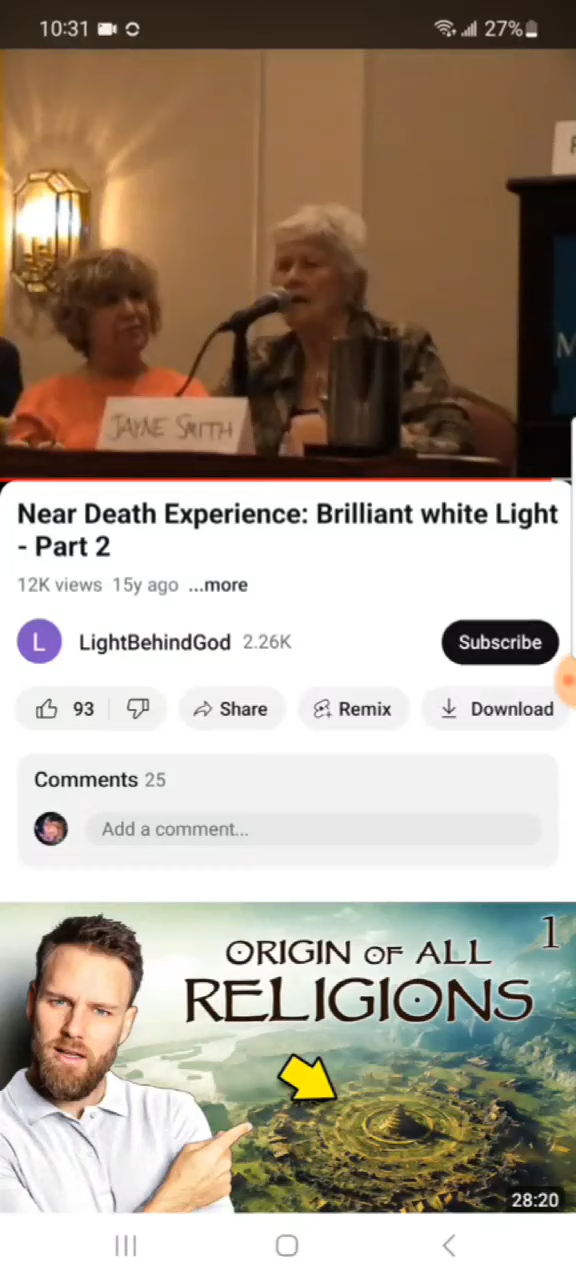 10:31
27%
JAYNE SMITH
M
Near Death Experience: Brilliant white Light
- Part 2
12K views 15y ago ...more
L LightBehindGod 2.26K Subscribe
93 Share Remix Download
Comments 25
Add a comment...
1
ORIGIN OF ALL
RELIGIONS
28:20